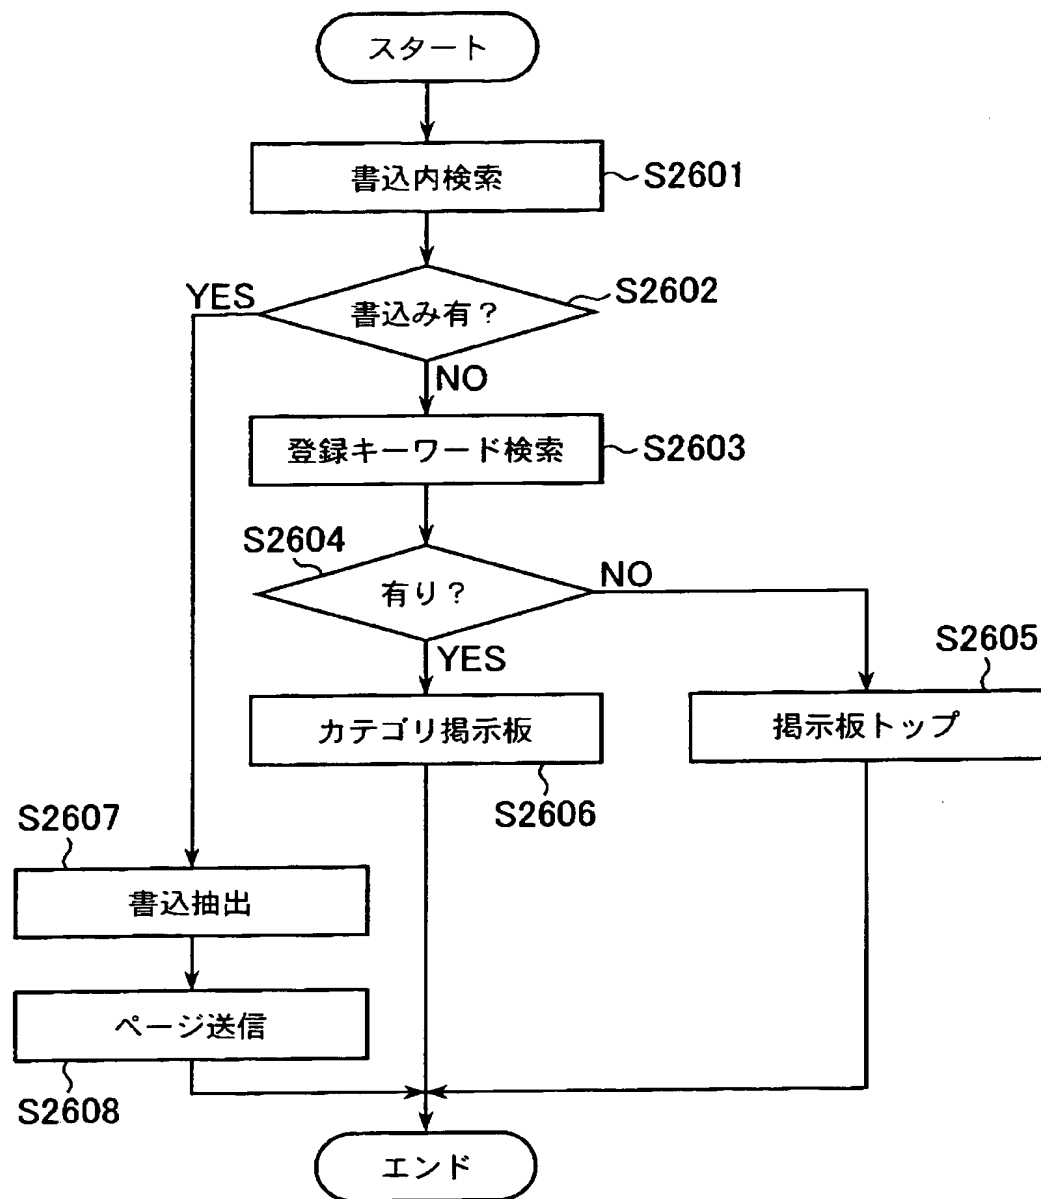 スタート
書込内検索
S2601
書込み有？
S2602
YES
NO
登録キーワード検索
S2603
S2604
有り？
NO
YES
S2605
カテゴリ掲示板
掲示板トップ
S2606
S2607
書込抽出
ページ送信
S2608
エンド